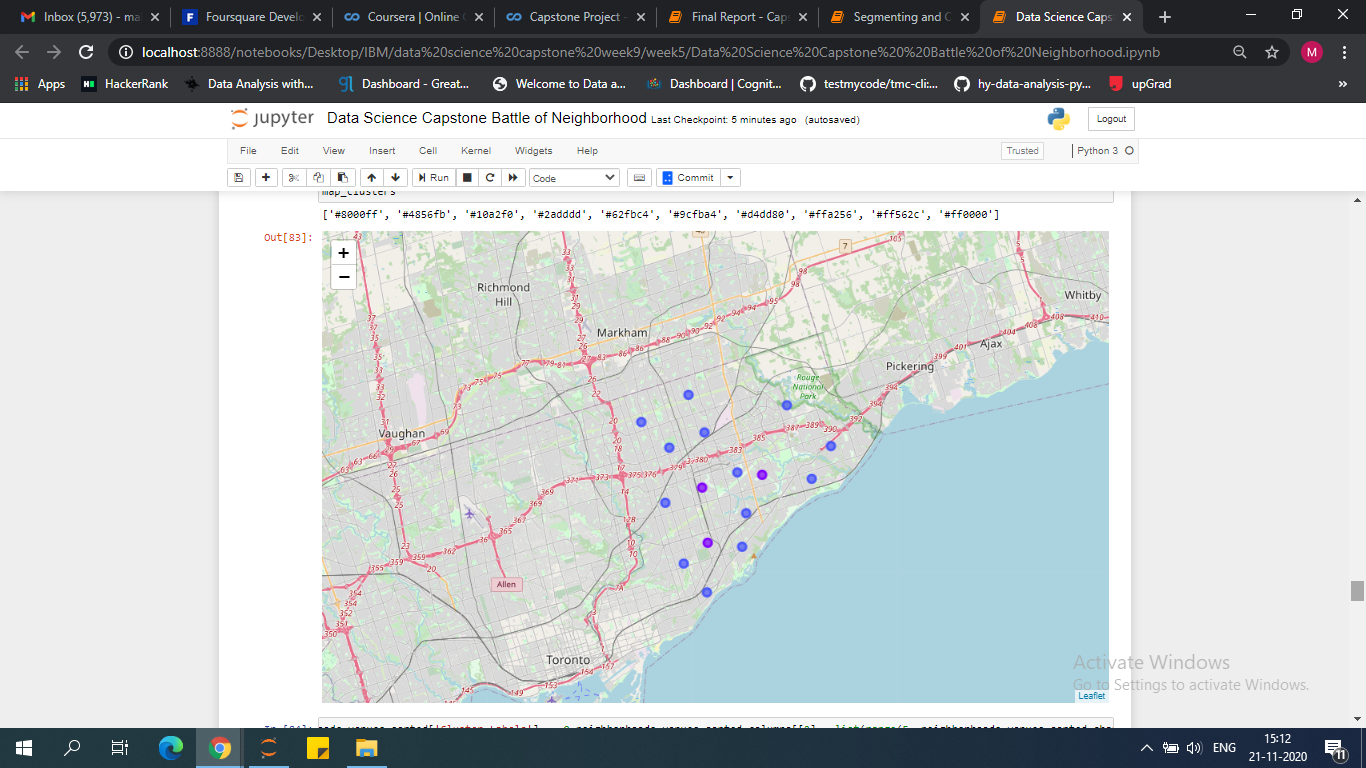 Inbox (5,973) - ma
Foursquare Develo
Coursera | Online
Capstone Project -
Final Report - Cap
Segmenting and C
Data Science Caps
localhost:8888/notebooks/Desktop/IBM/data%20science%20capstone%20week9/week5/Data%20Science%20Capstone%20%20Battle%20of%20Neighborhood.ipynb
M
Apps
HackerRank
Data Analysis with...
Dashboard - Great...
Welcome to Data a...
Dashboard | Cognit...
testmycode/tmc-cli:...
hy-data-analysis-py...
upGrad
»
jupyter Data Science Capstone Battle of Neighborhood Last Checkpoint: 5 minutes ago (autosaved)
Logout
File Edit View Insert Cell Kernel Widgets Help
Trusted
Python 3
Run
Code
Commit
map_clusters
['#8000ff', '#4856fb', '#10a2f0', '#2adddd', '#62fbc4', '#9cfba4', '#d4dd80', '#ffa256', '#ff562c', '#ff0000']
Out[83]:
+
−
7
Richmond
Hill
Whitby
Markham
Ajax
Pickering
Rouge
National
Park
Vaughan
Allen
Toronto
Activate Windows
Go to Settings to activate Windows.
Leaflet
ENG
15:12
21-11-2020
11